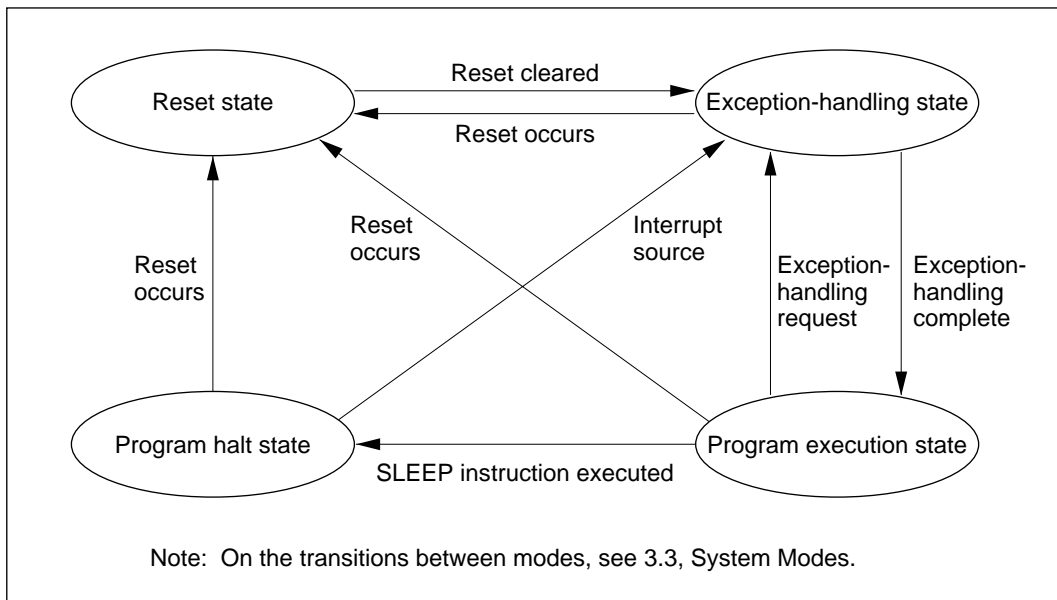 Reset cleared
Reset state
Exception-handling state
Reset occurs
Reset
occurs
Interrupt
source
Reset
occurs
Exception-
handling
request
Exception-
handling
complete
Program halt state
Program execution state
SLEEP instruction executed
Note: On the transitions between modes, see 3.3, System Modes.